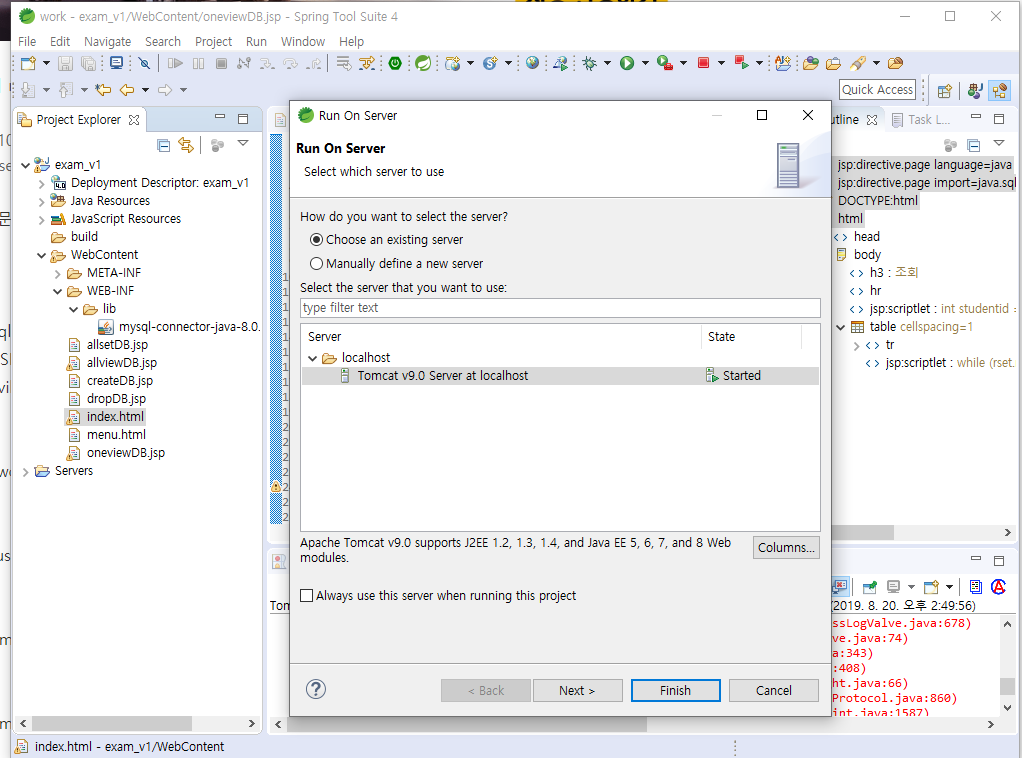 work - exam_v1/WebContent/oneviewDB.jsp - Spring Tool Suite 4
File Edit Navigate Search Project Run Window Help
Quick Access
Project Explorer
exam_v1
Deployment Descriptor: exam_v1
Java Resources
JavaScript Resources
build
WebContent
META-INF
WEB-INF
lib
mysql-connector-java-8.0.
allsetDB.jsp
allviewDB.jsp
createDB.jsp
dropDB.jsp
index.html
menu.html
oneviewDB.jsp
Servers
Run On Server
Run On Server
Select which server to use
How do you want to select the server?
Choose an existing server
Manually define a new server
Select the server that you want to use:
type filter text
Server State
localhost
Tomcat v9.0 Server at localhost Started
Apache Tomcat v9.0 supports J2EE 1.2, 1.3, 1.4, and Java EE 5, 6, 7, and 8 Web
modules.
Columns...
Always use this server when running this project
< Back Next > Finish Cancel
utline Task L...
jsp:directive.page language=java
jsp:directive.page import=java.sql
DOCTYPE:html
html
head
body
h3 : 조회
hr
jsp:scriptlet : int studentid =
table cellspacing=1
tr
jsp:scriptlet : while (rset.
Tom
(2019. 8. 20. 오후 2:49:56)
ssLogValve.java:678)
ve.java:74)
a:343)
:408)
ht.java:66)
Protocol.java:860)
int.java:1587)
index.html - exam_v1/WebContent